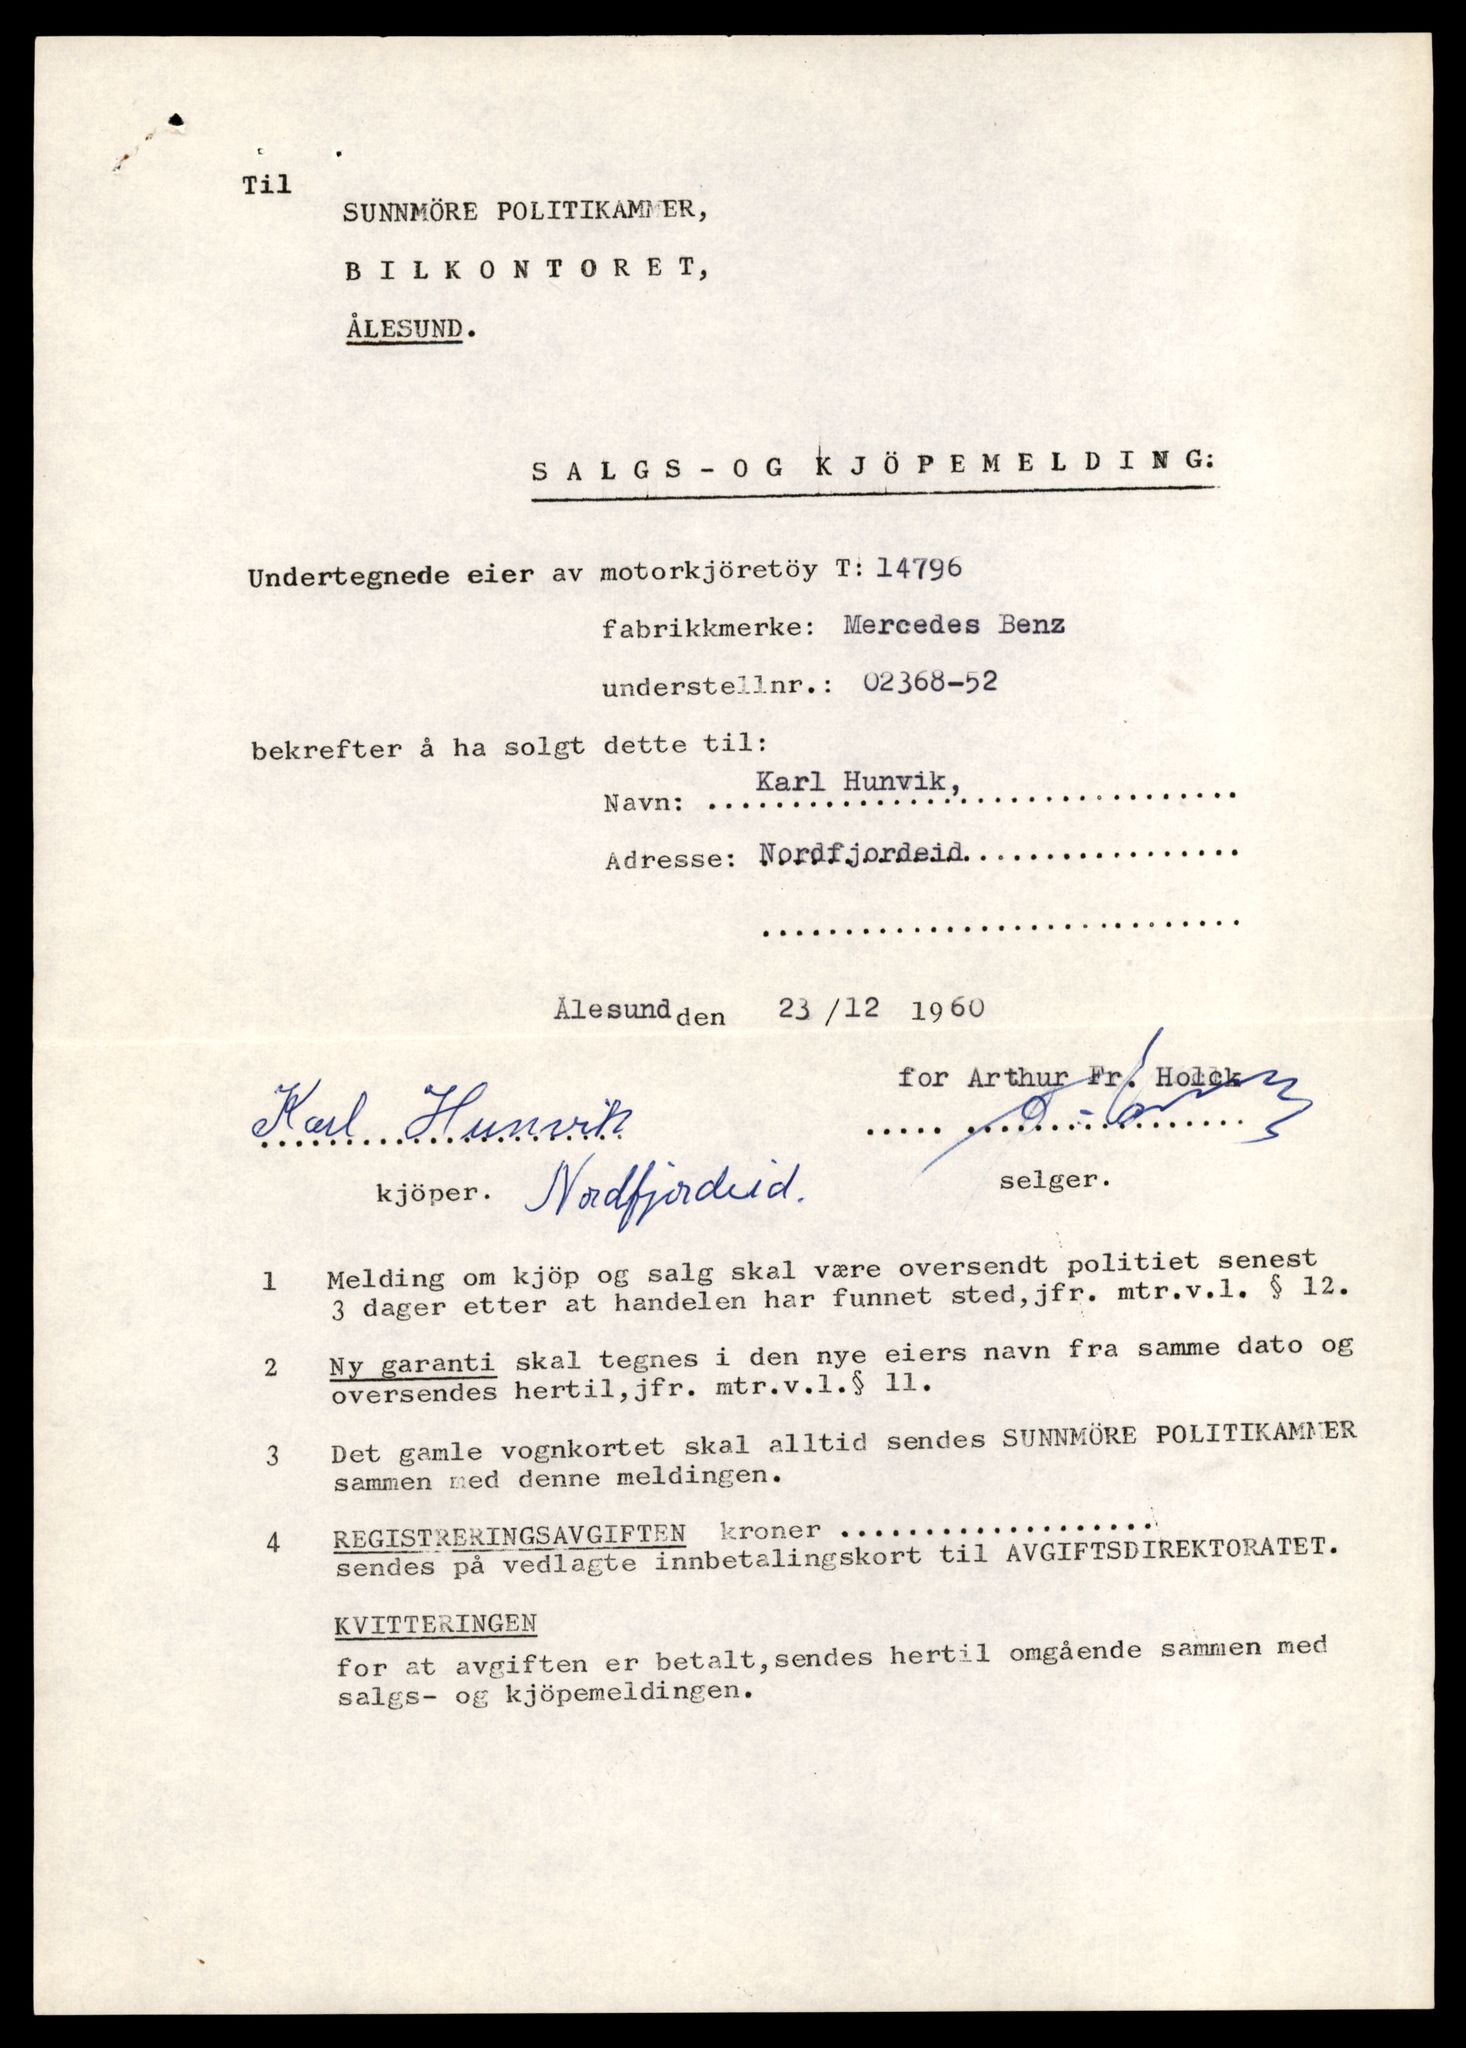 Til
SUNNMÖRE POLITIKAMMER,
B I L K O N T O R E T,
ÅLESUND.
S A L G S - O G K J Ö P E M E L D I N G:
Undertegnede eier av motorkjöretöy T: 14796
fabrikkmerke: Mercedes Benz
understellnr.: 02368-52
bekrefter å ha solgt dette til:
Navn: Karl Hunvik,
Adresse: Nordfjordeid
Ålesund den 23/12 1960
for Arthur Fr. Holck
Karl Hunvik
kjöper. Nordfjordeid. selger.
1 Melding om kjöp og salg skal være oversendt politiet senest
3 dager etter at handelen har funnet sted,jfr. mtr.v.l. § 12.
2 Ny garanti skal tegnes i den nye eiers navn fra samme dato og
oversendes hertil,jfr. mtr.v.l.§ 11.
3 Det gamle vognkortet skal alltid sendes SUNNMÖRE POLITIKAMMER
sammen med denne meldingen.
4 REGISTRERINGSAVGIFTEN kroner ....................
sendes på vedlagte innbetalingskort til AVGIFTSDIREKTORATET.
KVITTERINGEN
for at avgiften er betalt,sendes hertil omgående sammen med
salgs- og kjöpemeldingen.